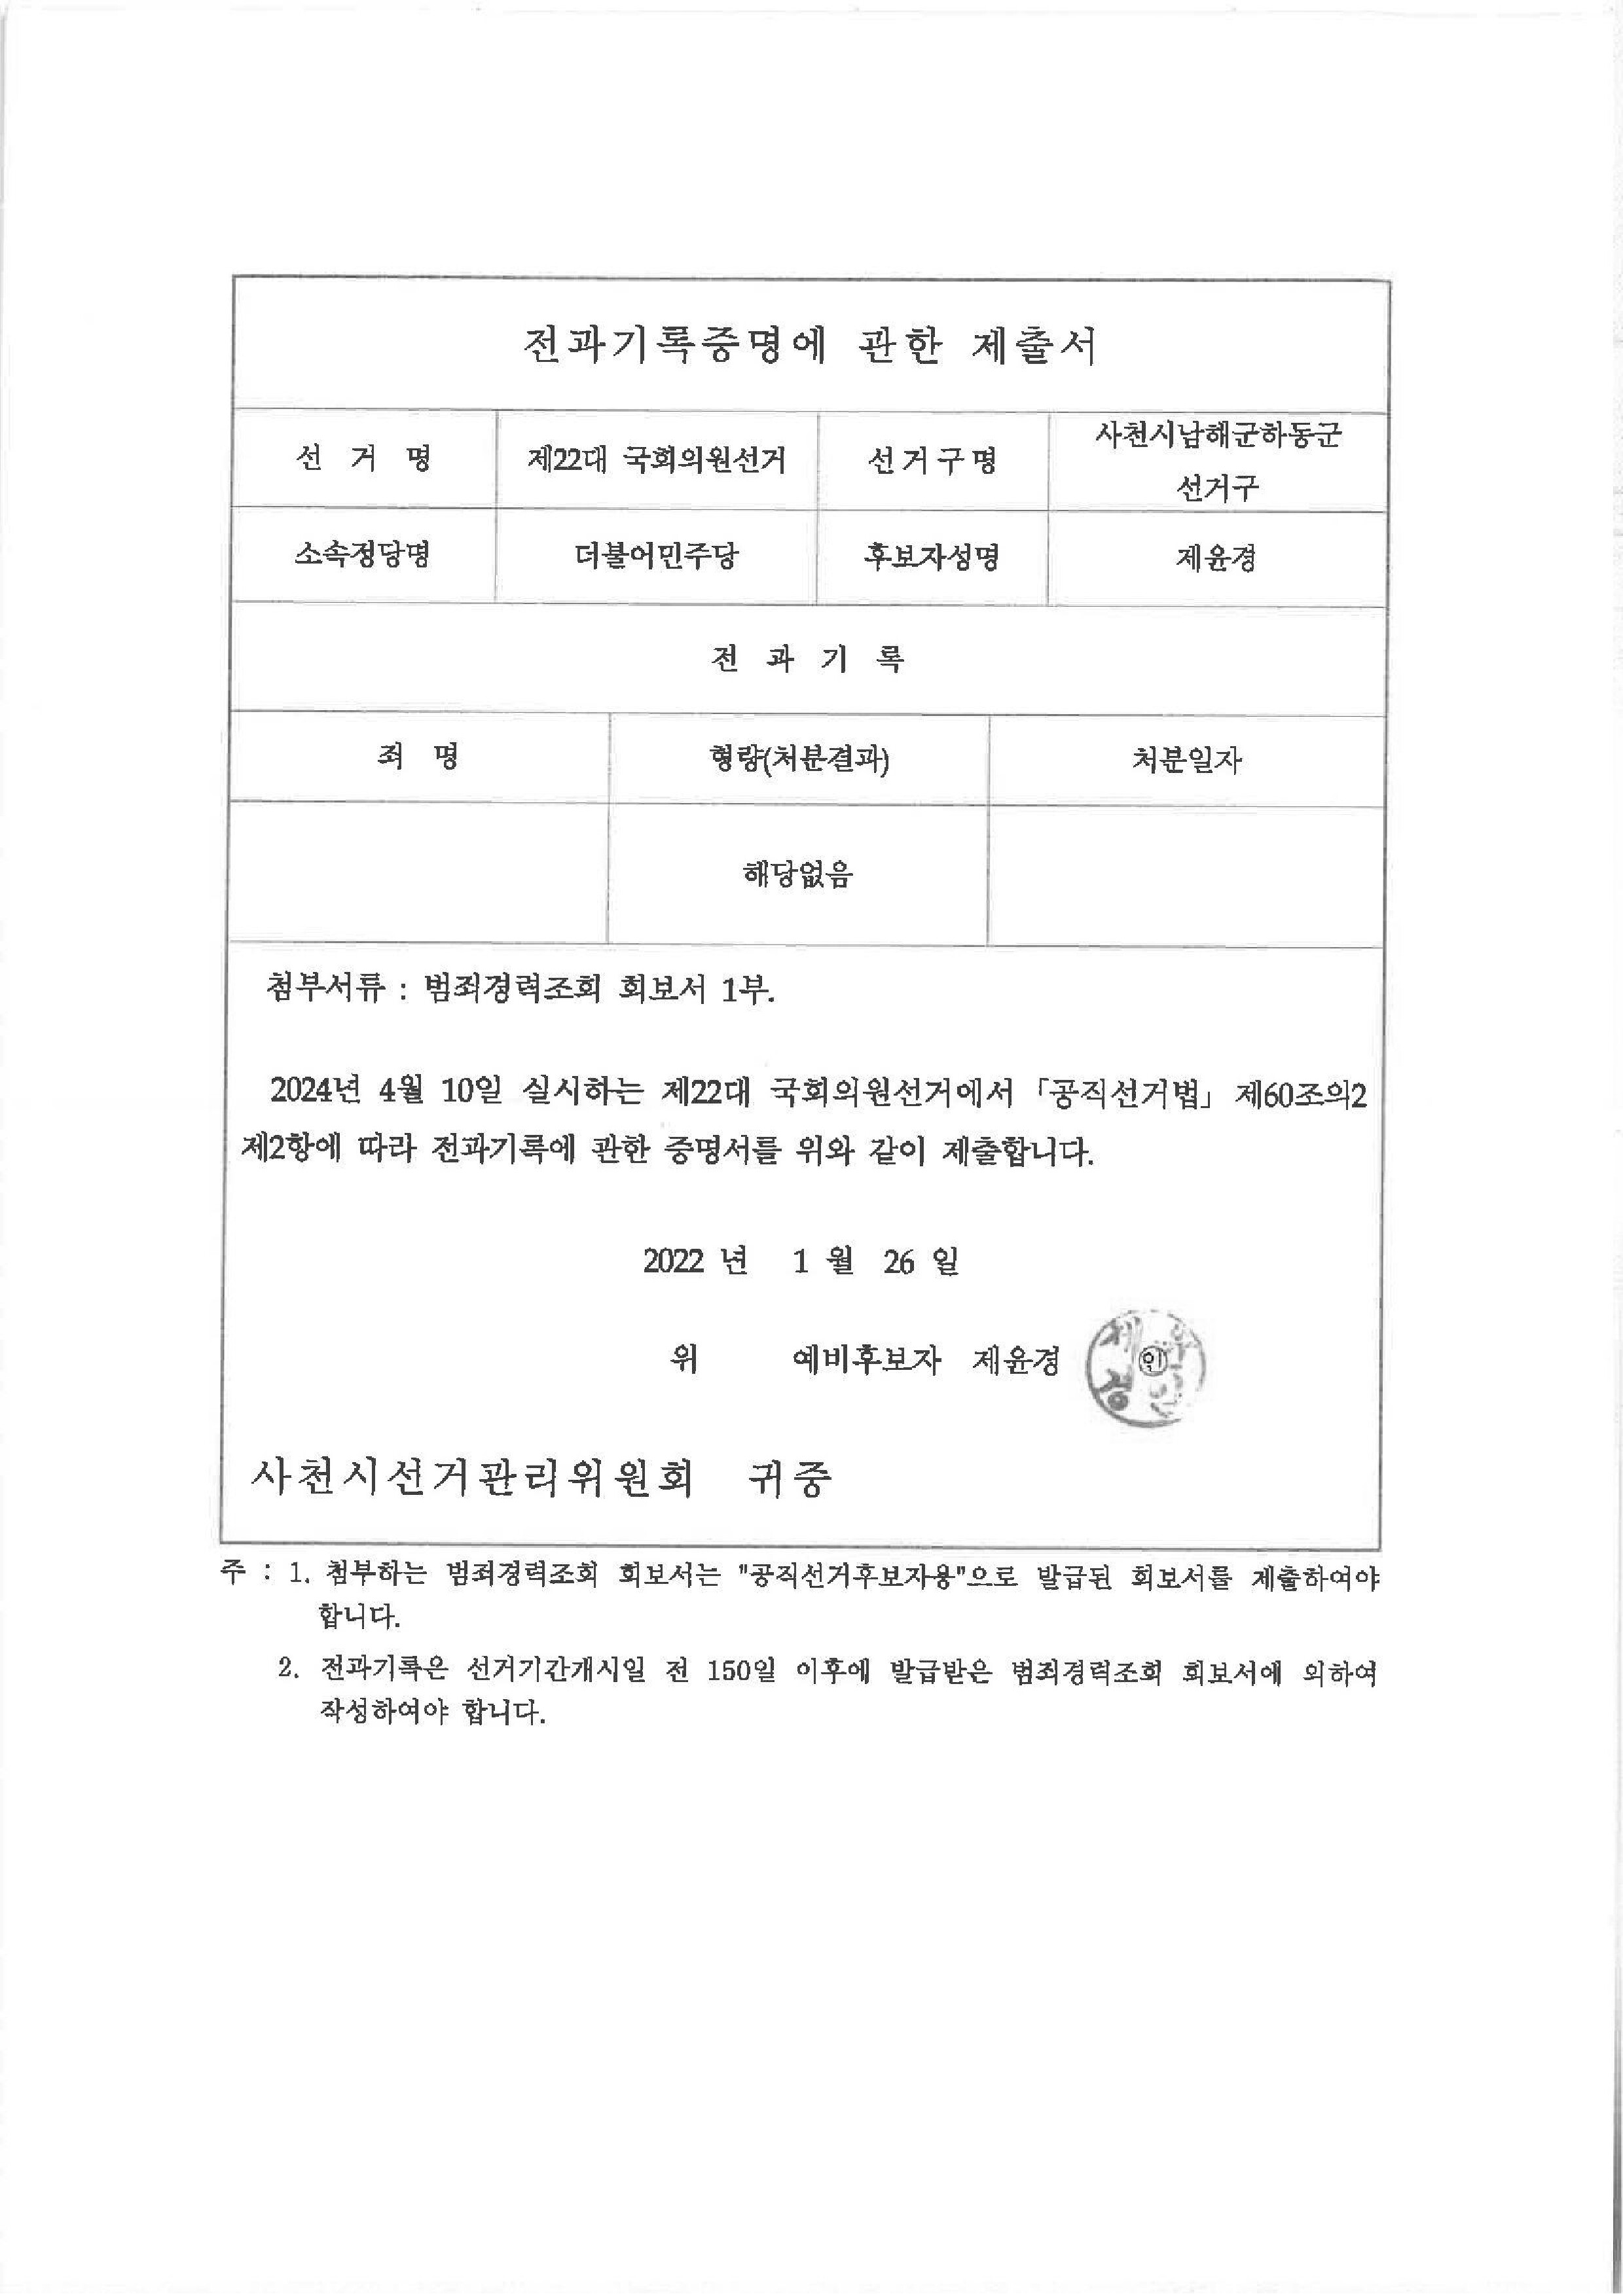 전과기록증명에 관한 제출서
선 거 명 제22대 국회의원선거 선거구명 사천시남해군하동군
선거구
소속정당명 더불어민주당 후보자성명 제윤경
전 과 기 록
죄 명 형량(처분결과) 처분일자
해당없음
첨부서류 : 범죄경력조회 회보서 1부.
2024년 4월 10일 실시하는 제22대 국회의원선거에서 「공직선거법」 제60조의2
제2항에 따라 전과기록에 관한 증명서를 위와 같이 제출합니다.
2022 년 1 월 26 일
위 예비후보자 제윤경 ㊞
사천시선거관리위원회 귀중
주 : 1. 첨부하는 범죄경력조회 회보서는 "공직선거후보자용"으로 발급된 회보서를 제출하여야
합니다.
2. 전과기록은 선거기간개시일 전 150일 이후에 발급받은 범죄경력조회 회보서에 의하여
작성하여야 합니다.